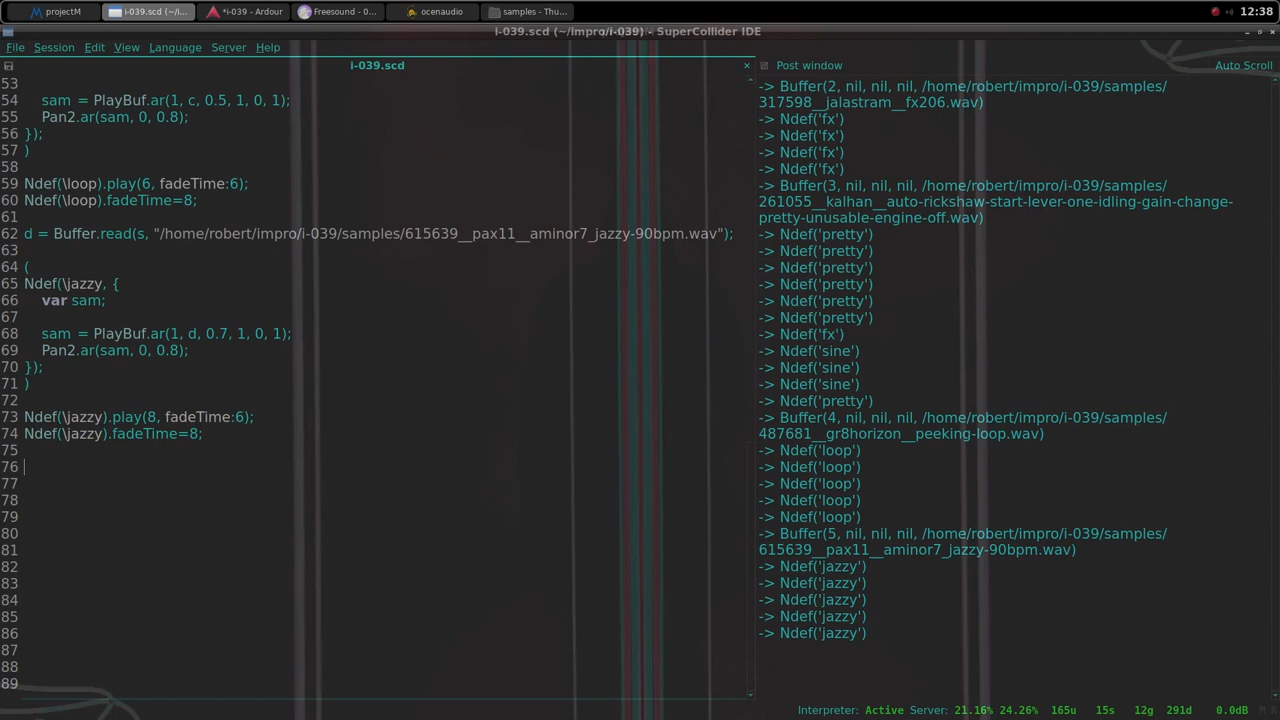 projectM
i-039.scd (~/i...
*i-039 - Ardour
Freesound - 0...
ocenaudio
samples - Thu...
12:38
i-039.scd (~/impro/i-039) - SuperCollider IDE
File Session Edit View Language Server Help
i-039.scd
Post window
Auto Scroll
53
54 sam = PlayBuf.ar(1, c, 0.5, 1, 0, 1);
55 Pan2.ar(sam, 0, 0.8);
56 });
57 )
58
59 Ndef(\loop).play(6, fadeTime:6);
60 Ndef(\loop).fadeTime=8;
61
62 d = Buffer.read(s, "/home/robert/impro/i-039/samples/615639__pax11__aminor7_jazzy-90bpm.wav");
63
64 (
65 Ndef(\jazzy, {
66 var sam;
67
68 sam = PlayBuf.ar(1, d, 0.7, 1, 0, 1);
69 Pan2.ar(sam, 0, 0.8);
70 });
71 )
72
73 Ndef(\jazzy).play(8, fadeTime:6);
74 Ndef(\jazzy).fadeTime=8;
75
76
77
78
79
80
81
82
83
84
85
86
87
88
89
-> Buffer(2, nil, nil, nil, /home/robert/impro/i-039/samples/
317598__jalastram__fx206.wav)
-> Ndef('fx')
-> Ndef('fx')
-> Ndef('fx')
-> Ndef('fx')
-> Buffer(3, nil, nil, nil, /home/robert/impro/i-039/samples/
261055__kalhan__auto-rickshaw-start-lever-one-idling-gain-change-
pretty-unusable-engine-off.wav)
-> Ndef('pretty')
-> Ndef('pretty')
-> Ndef('pretty')
-> Ndef('pretty')
-> Ndef('pretty')
-> Ndef('pretty')
-> Ndef('fx')
-> Ndef('sine')
-> Ndef('sine')
-> Ndef('sine')
-> Ndef('pretty')
-> Buffer(4, nil, nil, nil, /home/robert/impro/i-039/samples/
487681__gr8horizon__peeking-loop.wav)
-> Ndef('loop')
-> Ndef('loop')
-> Ndef('loop')
-> Ndef('loop')
-> Ndef('loop')
-> Buffer(5, nil, nil, nil, /home/robert/impro/i-039/samples/
615639__pax11__aminor7_jazzy-90bpm.wav)
-> Ndef('jazzy')
-> Ndef('jazzy')
-> Ndef('jazzy')
-> Ndef('jazzy')
-> Ndef('jazzy')
Interpreter: Active Server: 21.16% 24.26% 165u 15s 12g 291d 0.0dB